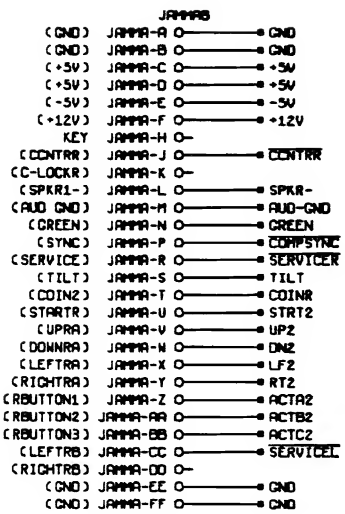 JAMMAB
(GND) JAMMA-A GND
(GND) JAMMA-B GND
(+5V) JAMMA-C +5V
(+5V) JAMMA-D +5V
(-5V) JAMMA-E -5V
(+12V) JAMMA-F +12V
KEY JAMMA-H
(CCNTRR) JAMMA-J CCNTRR
(C-LOCKR) JAMMA-K
(SPKR1-) JAMMA-L SPKR-
(AUD GND) JAMMA-M AUD-GND
(GREEN) JAMMA-N GREEN
(SYNC) JAMMA-P COMPSYNC
(SERVICE) JAMMA-R SERVICER
(TILT) JAMMA-S TILT
(COIN2) JAMMA-T COINR
(STARTR) JAMMA-U STRT2
(UPRA) JAMMA-V UP2
(DOWNRA) JAMMA-W DN2
(LEFTRA) JAMMA-X LF2
(RIGHTRA) JAMMA-Y RT2
(RBUTTON1) JAMMA-Z ACTA2
(RBUTTON2) JAMMA-AA ACTB2
(RBUTTON3) JAMMA-BB ACTC2
(LEFTRB) JAMMA-CC SERVICEL
(RIGHTRB) JAMMA-DD
(GND) JAMMA-EE GND
(GND) JAMMA-FF GND